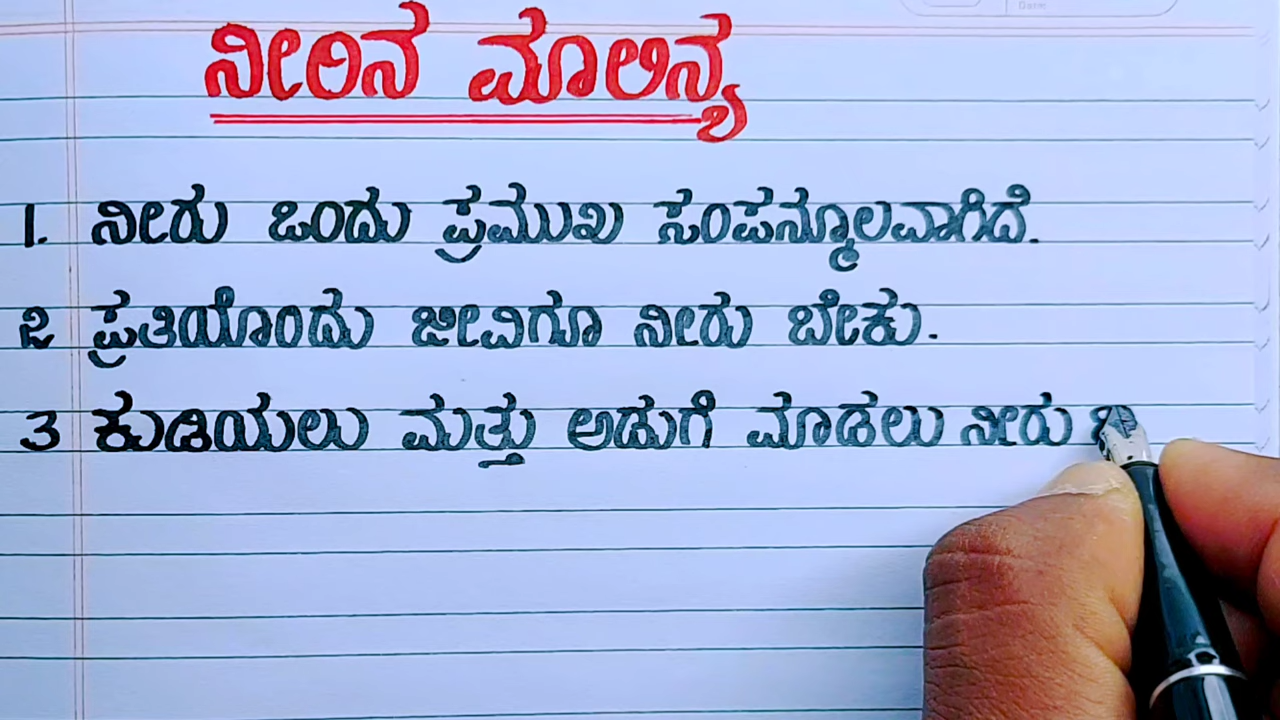 ನೀರಿನ ಮಾಲಿನ್ಯ
1. ನೀರು ಒಂದು ಪ್ರಮುಖ ಸಂಪನ್ಮೂಲವಾಗಿದೆ.
2 ಪ್ರತಿಯೊಂದು ಜೀವಿಗೂ ನೀರು ಬೇಕು.
3 ಕುಡಿಯಲು ಮತ್ತು ಅಡುಗೆ ಮಾಡಲು ನೀರು